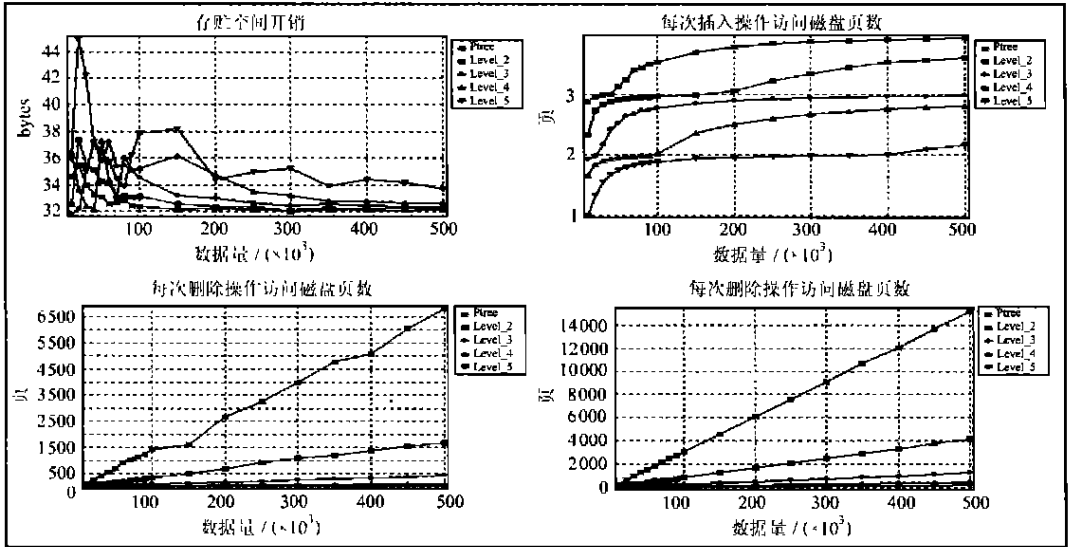 存贮空间开销
44
42
40
38
36
34
32
bytes
100 200 300 400 500
数据量 / (×10³)
Ptree
Level_2
Level_3
Level_4
Level_5
每次插入操作访问磁盘页数
3
2
1
页
100 200 300 400 500
数据量 / (×10³)
Ptree
Level_2
Level_3
Level_4
Level_5
每次删除操作访问磁盘页数
6500
5500
4500
3500
2500
1500
500
0
页
100 200 300 400 500
数据量 / (×10³)
Ptree
Level_2
Level_3
Level_4
Level_5
每次删除操作访问磁盘页数
14000
12000
10000
8000
6000
4000
2000
0
页
100 200 300 400 500
数据量 / (×10³)
Ptree
Level_2
Level_3
Level_4
Level_5